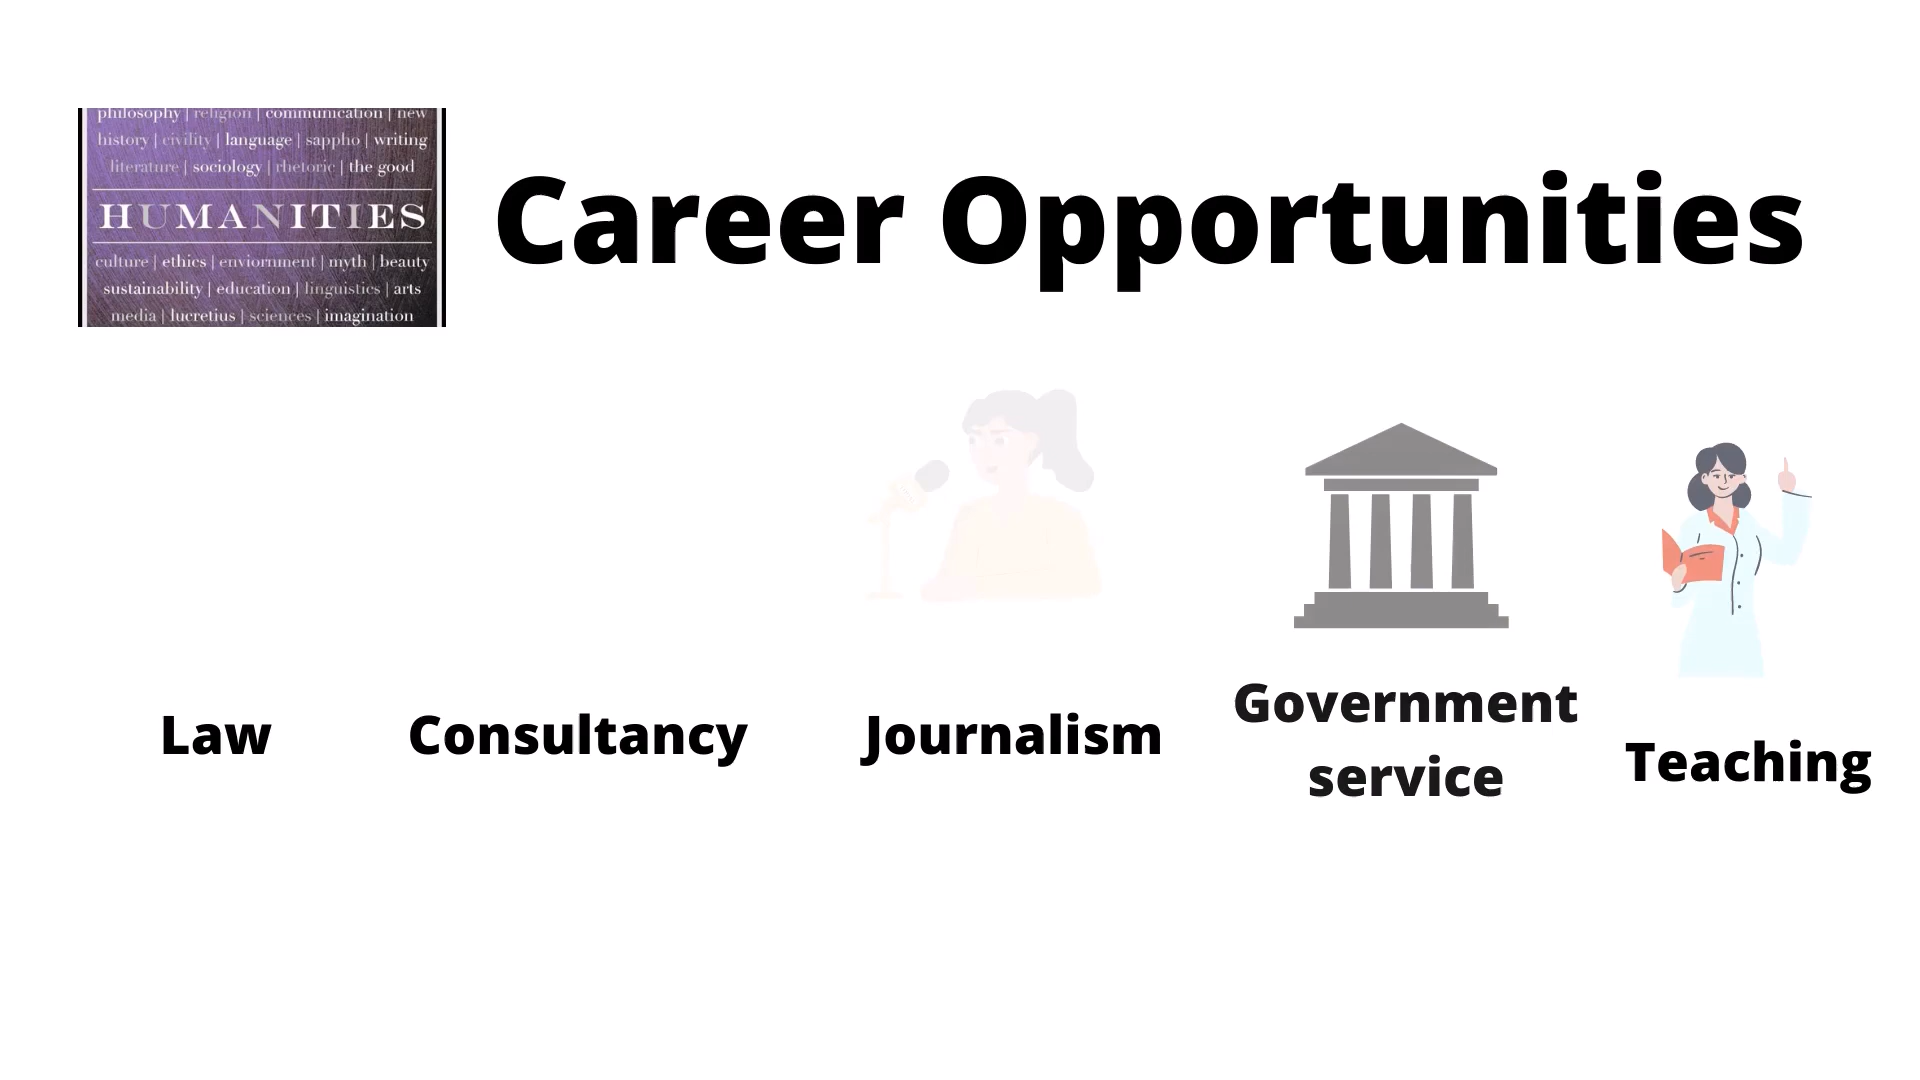 philosophy | religion | communication | new
history | civility | language | sappho | writing
literature | sociology | rhetoric | the good
HUMANITIES
culture | ethics | enviornment | myth | beauty
sustainability | education | linguistics | arts
media | lucretius | sciences | imagination
Career Opportunities
Law
Consultancy
Journalism
Government
service
Teaching